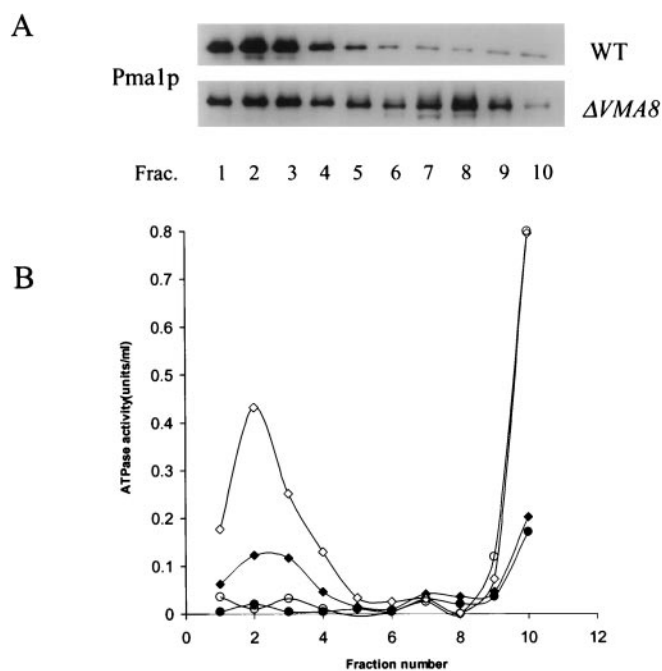 A
WT
Pma1p
ΔVMA8
Frac. 1 2 3 4 5 6 7 8 9 10
B
0.8
0.7
0.6
0.5
0.4
0.3
0.2
0.1
0
ATPase activity(units/ml)
0 2 4 6 8 10 12
Fraction number